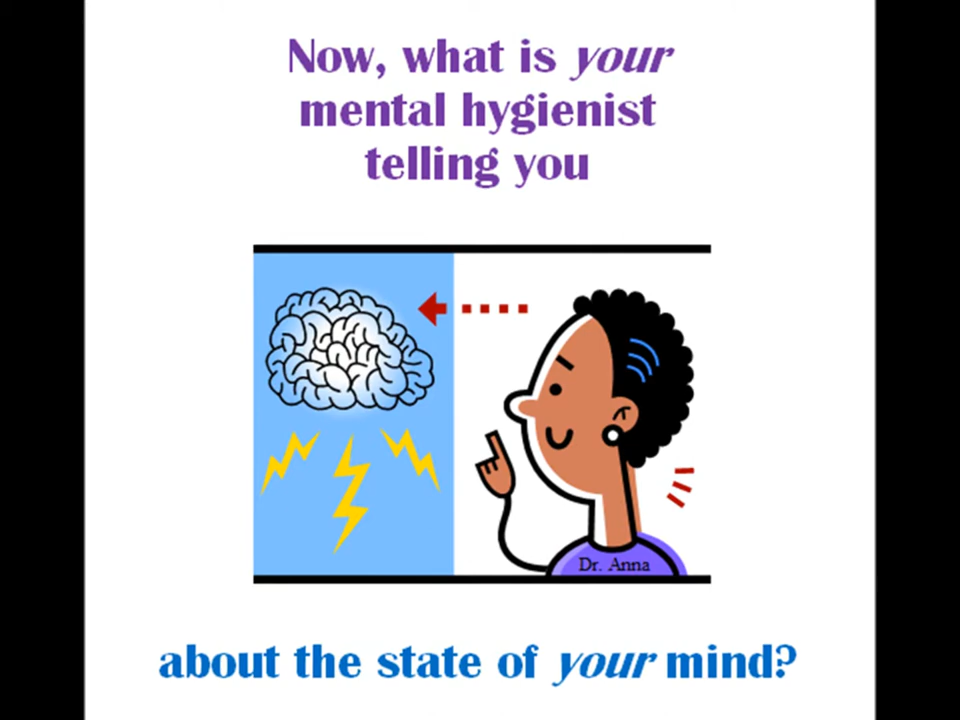 Now, what is your
mental hygienist
telling you
Dr. Anna
about the state of your mind?